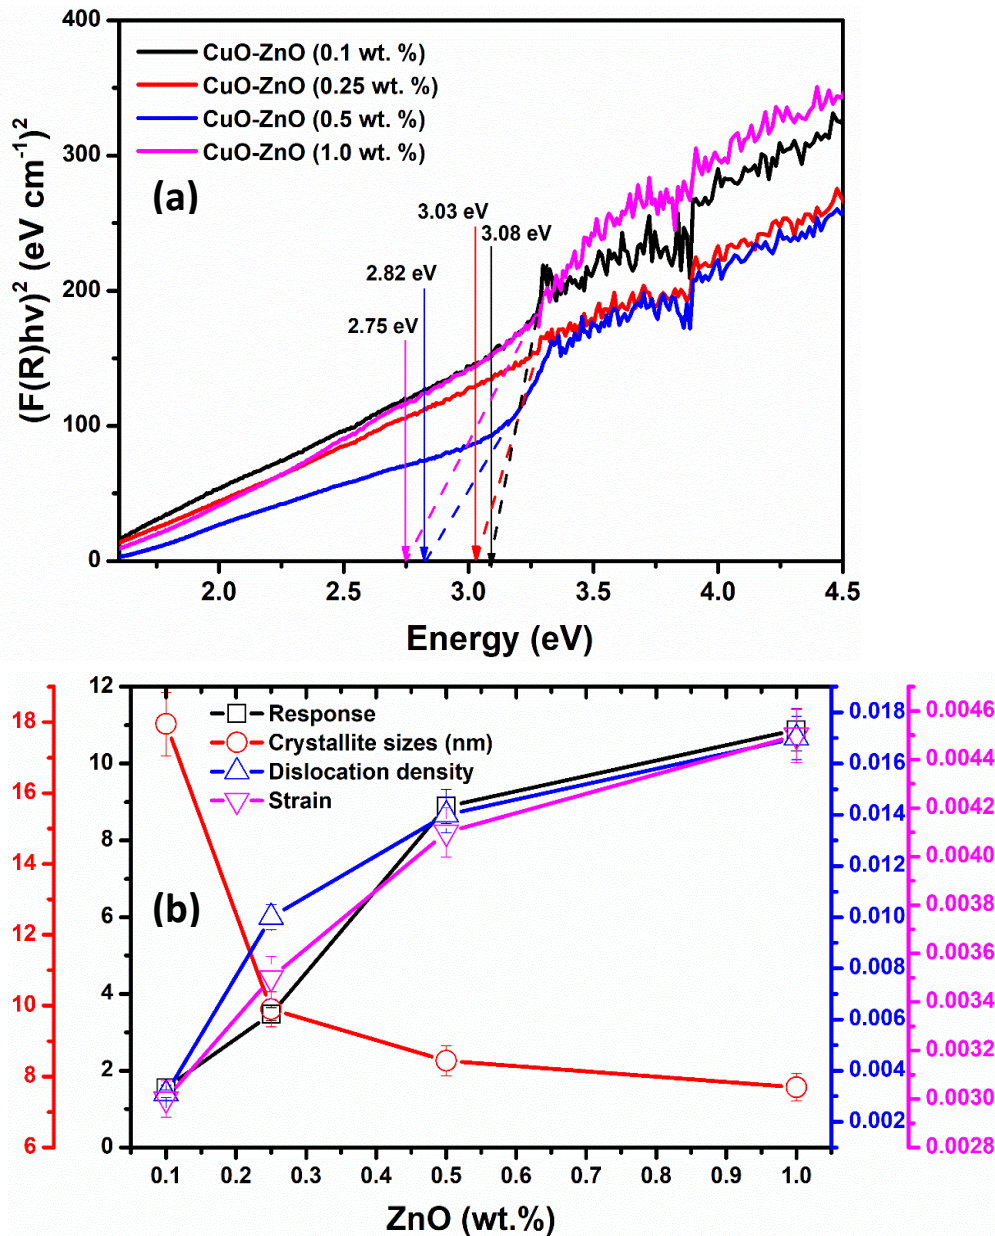 400
300
200
100
0
(F(R)hν)² (eV cm⁻¹)²
CuO-ZnO (0.1 wt. %)
CuO-ZnO (0.25 wt. %)
CuO-ZnO (0.5 wt. %)
CuO-ZnO (1.0 wt. %)
(a)
3.03 eV
3.08 eV
2.82 eV
2.75 eV
2.0 2.5 3.0 3.5 4.0 4.5
Energy (eV)
18
16
14
12
10
8
6
12
10
8
6
4
2
0
Response
Crystallite sizes (nm)
Dislocation density
Strain
(b)
0.018
0.016
0.014
0.012
0.010
0.008
0.006
0.004
0.002
0.0046
0.0044
0.0042
0.0040
0.0038
0.0036
0.0034
0.0032
0.0030
0.0028
0.1 0.2 0.3 0.4 0.5 0.6 0.7 0.8 0.9 1.0
ZnO (wt.%)